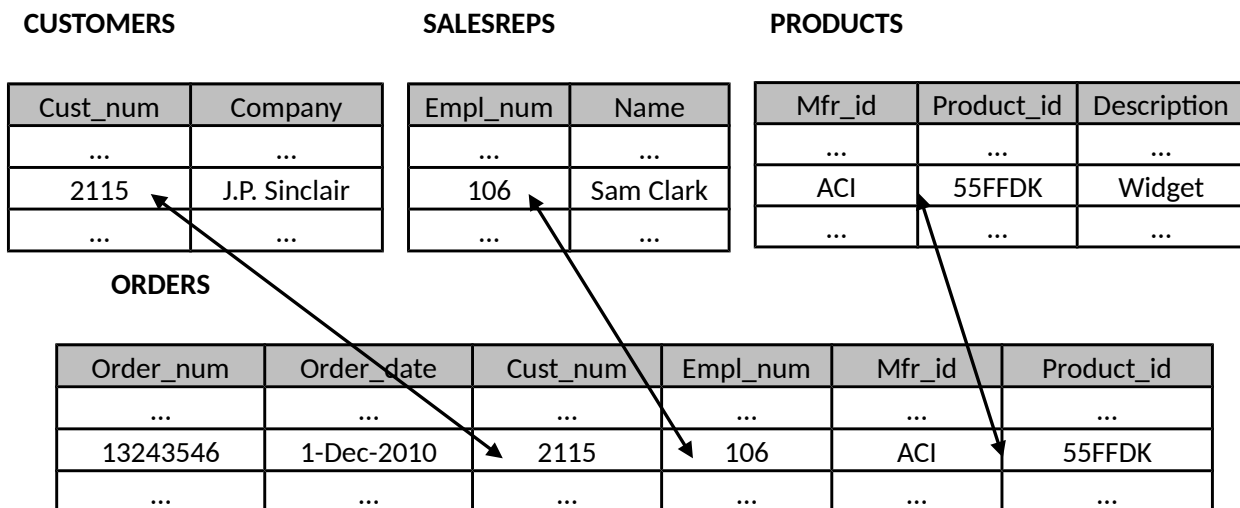 CUSTOMERS SALESREPS PRODUCTS
Cust_num Company Empl_num Name Mfr_id Product_id Description
... ... ... ... ... ... ...
2115 J.P. Sinclair 106 Sam Clark ACI 55FFDK Widget
... ... ... ... ... ... ...
ORDERS
Order_num Order_date Cust_num Empl_num Mfr_id Product_id
... ... ... ... ... ...
13243546 1-Dec-2010 2115 106 ACI 55FFDK
... ... ... ... ... ...